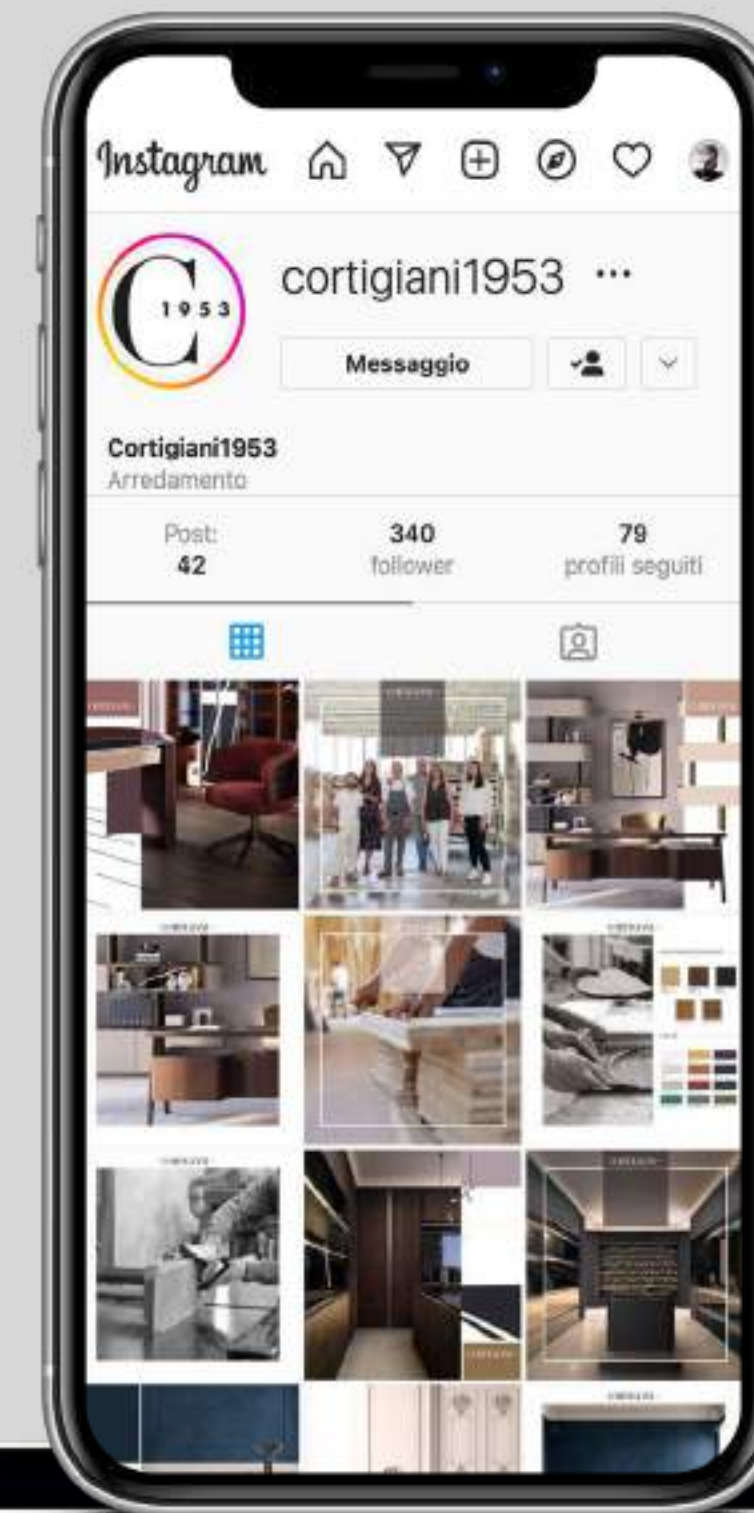 Instagram
C 1953
cortigiani1953 ...
Messaggio
Cortigiani1953
Arredamento
Post: 340 79
42 follower profili seguiti